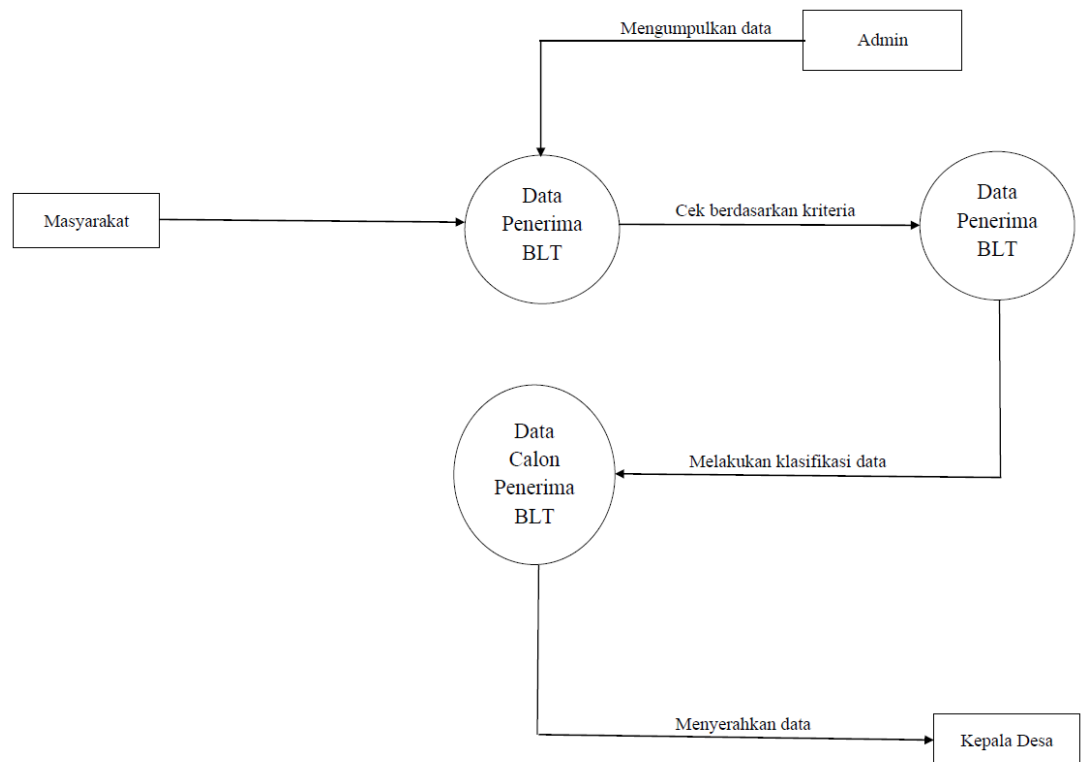 Mengumpulkan data
Admin
Masyarakat
Data
Penerima
BLT
Cek berdasarkan kriteria
Data
Penerima
BLT
Data
Calon
Penerima
BLT
Melakukan klasifikasi data
Menyerahkan data
Kepala Desa